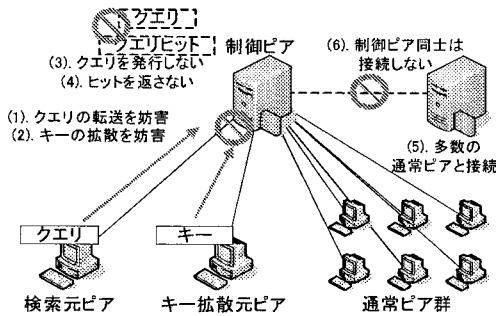 クエリ
クエリヒット
(3). クエリを発行しない
(4). ヒットを返さない
制御ピア
(6). 制御ピア同士は
接続しない
(1). クエリの転送を妨害
(2). キーの拡散を妨害
(5). 多数の
通常ピアと接続
クエリ
キー
検索元ピア
キー拡散元ピア
通常ピア群